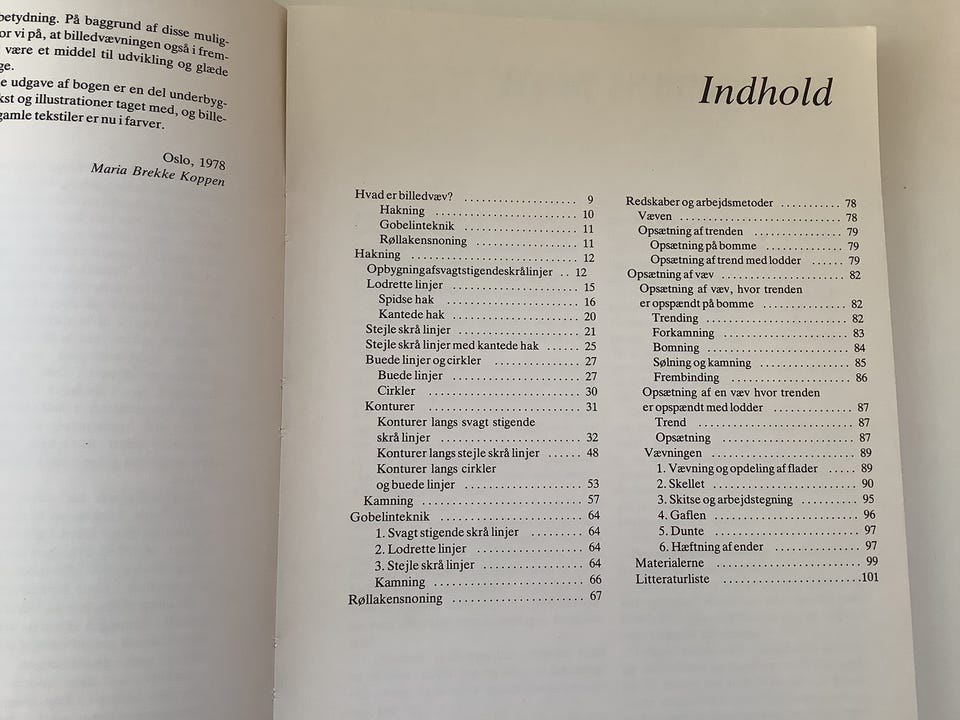 betydning. På baggrund af disse mulig-
or vi på, at billedvævningen også i frem-
være et middel til udvikling og glæde
ge.
e udgave af bogen er en del underbyg-
kst og illustrationer taget med, og bille-
gamle tekstiler er nu i farver.
Oslo, 1978
Maria Brekke Koppen
Indhold
Hvad er billedvæv? .................... 9
Hakning ......................... 10
Gobelinteknik .................... 11
Røllakensnoning .................. 11
Hakning ............................ 12
Opbygningafsvagtstigendeskrålinjer .. 12
Lodrette linjer ....................... 15
Spidse hak ....................... 16
Kantede hak ..................... 20
Stejle skrå linjer ..................... 21
Stejle skrå linjer med kantede hak ...... 25
Buede linjer og cirkler ............... 27
Buede linjer ...................... 27
Cirkler .......................... 30
Konturer .......................... 31
Konturer langs svagt stigende
skrå linjer ........................ 32
Konturer langs stejle skrå linjer ...... 48
Konturer langs cirkler
og buede linjer .................... 53
Kamning ........................... 57
Gobelinteknik ........................ 64
1. Svagt stigende skrå linjer ......... 64
2. Lodrette linjer ................... 64
3. Stejle skrå linjer .................. 64
Kamning ......................... 66
Røllakensnoning ...................... 67
Redskaber og arbejdsmetoder .......... 78
Væven ............................ 78
Opsætning af trenden ............... 79
Opsætning på bomme .............. 79
Opsætning af trend med lodder ...... 79
Opsætning af væv .................... 82
Opsætning af væv, hvor trenden
er opspændt på bomme .............. 82
Trending ......................... 82
Forkamning ...................... 83
Bomning ......................... 84
Sølning og kamning ............... 85
Frembinding ..................... 86
Opsætning af en væv hvor trenden
er opspændt med lodder ............. 87
Trend ........................... 87
Opsætning ....................... 87
Vævningen ........................ 89
1. Vævning og opdeling af flader ..... 89
2. Skellet .......................... 90
3. Skitse og arbejdstegning .......... 95
4. Gaflen .......................... 96
5. Dunte .......................... 97
6. Hæftning af ender ............... 97
Materialerne ........................ 99
Litteraturliste .......................101